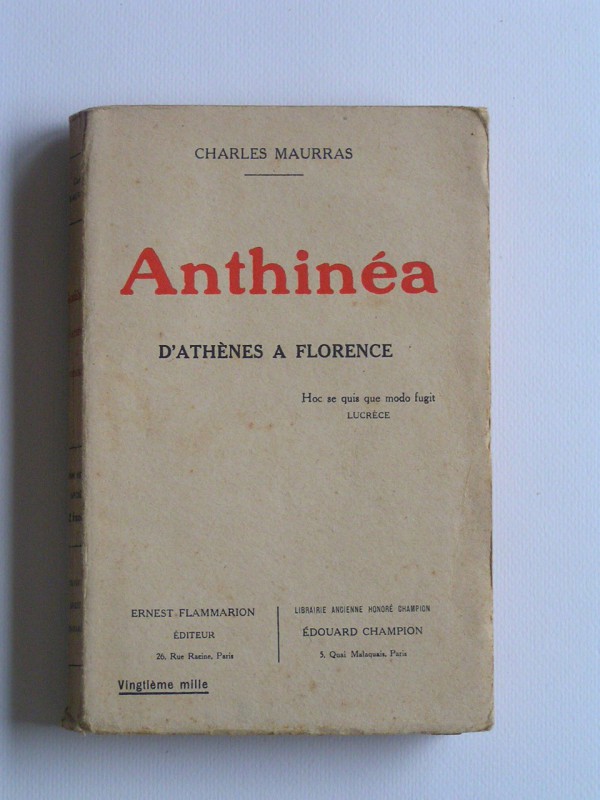 CHARLES MAURRAS
Anthinéa
D'ATHÈNES A FLORENCE
Hoc se quis que modo fugit
LUCRÈCE
ERNEST FLAMMARION
ÉDITEUR
26, Rue Racine, Paris
LIBRAIRIE ANCIENNE HONORÉ CHAMPION
ÉDOUARD CHAMPION
5, Quai Malaquais, Paris
Vingtième mille